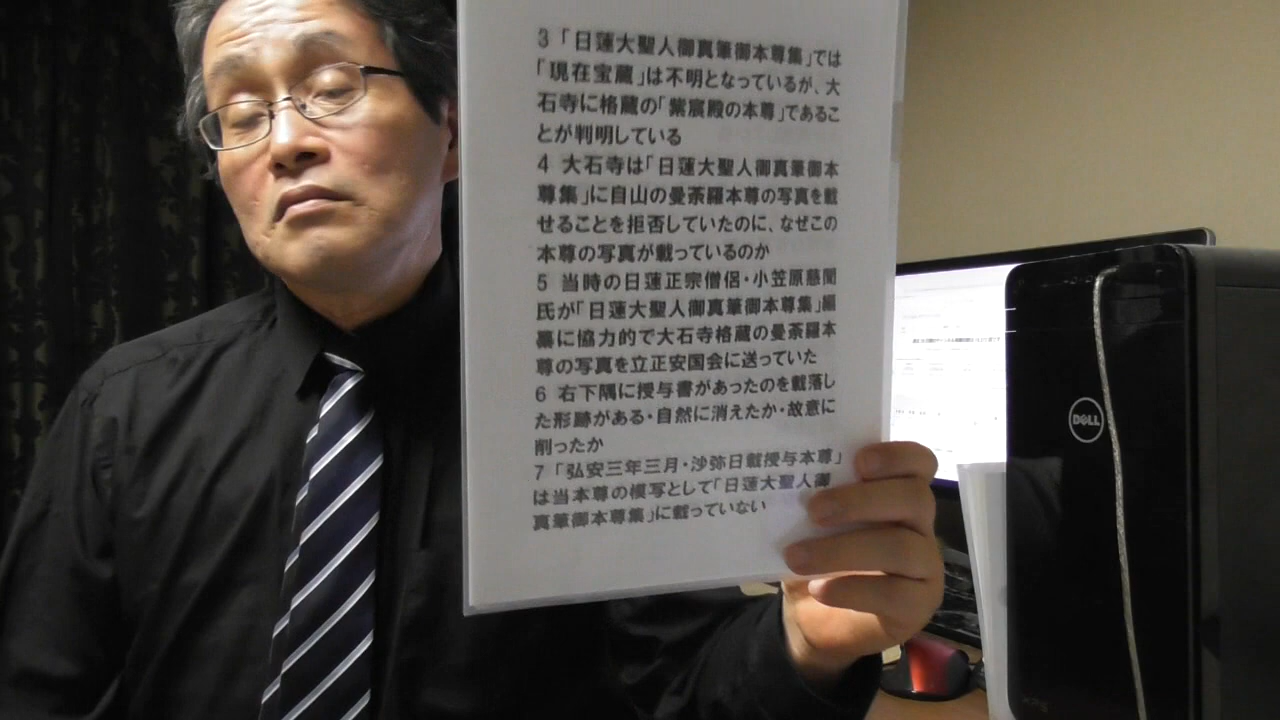 3 「日蓮大聖人御真筆御本尊集」では
「現在宝蔵」は不明となっているが、大
石寺に格蔵の「紫宸殿の本尊」であるこ
とが判明している
4 大石寺は「日蓮大聖人御真筆御本
尊集」に自山の曼荼羅本尊の写真を載
せることを拒否していたのに、なぜこの
本尊の写真が載っているのか
5 当時の日蓮正宗僧侶・小笠原慈聞
氏が「日蓮大聖人御真筆御本尊集」編
纂に協力的で大石寺格蔵の曼荼羅本
尊の写真を立正安国会に送っていた
6 右下隅に授与書があったのを截落し
た形跡がある・自然に消えたか・故意に
削ったか
7 「弘安三年三月・沙弥日載授与本尊」
は当本尊の模写として「日蓮大聖人御
真筆御本尊集」に載っていない
DELL